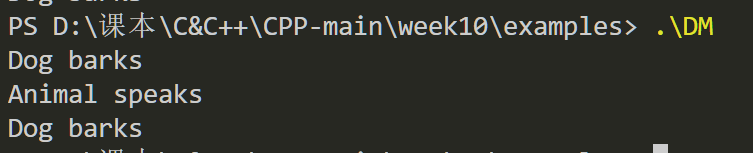 PS D:\课本\C&C++\CPP-main\week10\examples> .\DM
Dog barks
Animal speaks
Dog barks